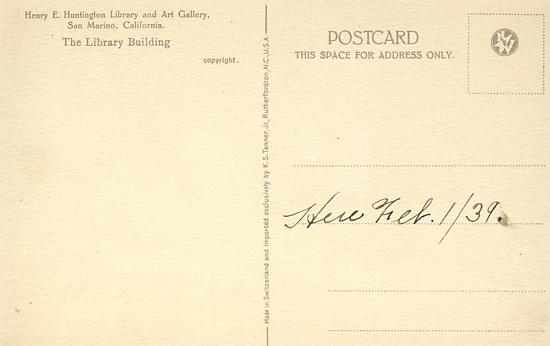 Henry E. Huntington Library and Art Gallery,
San Marino, California.
The Library Building
copyright.
Made in Switzerland and imported exclusively by K. S. Tanner, Jr., Rutherfordton, N.C., U.S.A.
POSTCARD
THIS SPACE FOR ADDRESS ONLY.
Here Feb. 1/39.